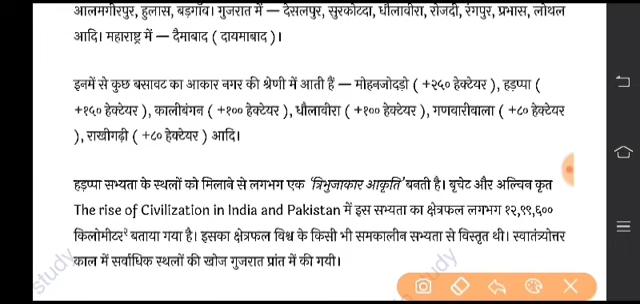 आलमगीरपुर, हुलास, बड़गाँव। गुजरात में — देसलपुर, सुरकोटदा, धौलावीरा, रोजदी, रंगपुर, प्रभास, लोथल
आदि। महाराष्ट्र में — दैमाबाद ( दायमाबाद )।
इनमें से कुछ बसावट का आकार नगर की श्रेणी में आती हैं — मोहनजोदड़ो ( +२५० हेक्टेयर ), हड़प्पा (
+१५० हेक्टेयर ), कालीबंगन ( +१०० हेक्टेयर ), धौलावीरा ( +१०० हेक्टेयर ), गणवारीवाला ( +८० हेक्टेयर
), राखीगढ़ी ( +८० हेक्टेयर ) आदि।
हड़प्पा सभ्यता के स्थलों को मिलाने से लगभग एक ‘त्रिभुजाकार आकृति’ बनती है। बृचेट और अल्चिन कृत
The rise of Civilization in India and Pakistan में इस सभ्यता का क्षेत्रफल लगभग १२,९९,६००
किलोमीटर२ बताया गया है। इसका क्षेत्रफल विश्व के किसी भी समकालीन सभ्यता से विस्तृत थी। स्वातंत्र्योत्तर
काल में सर्वाधिक स्थलों की खोज गुजरात प्रांत में की गयी।
study
study